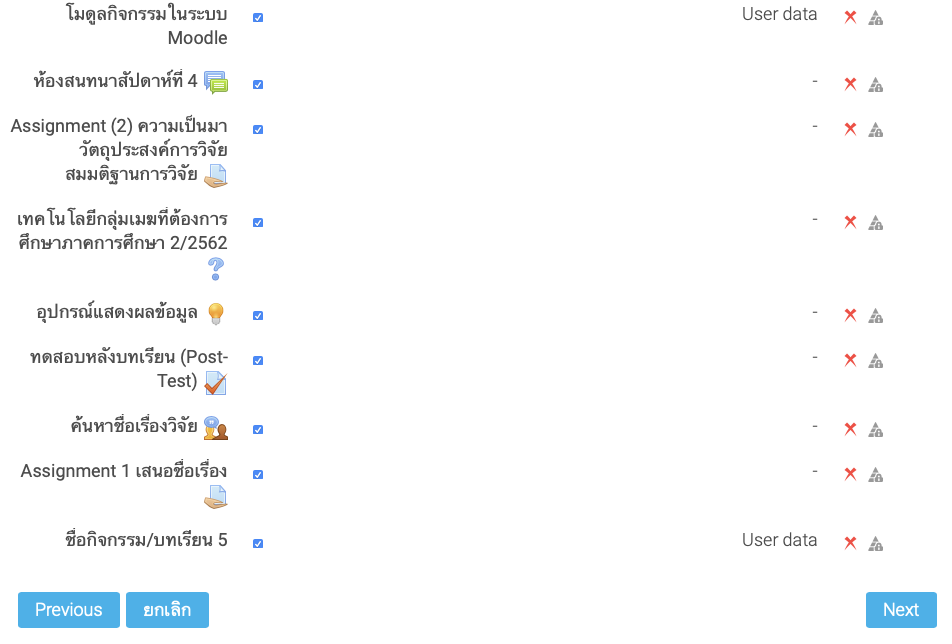 โมดูลกิจกรรมในระบบ User data
Moodle
ห้องสนทนาสัปดาห์ที่ 4 -
Assignment (2) ความเป็นมา -
วัตถุประสงค์การวิจัย
สมมติฐานการวิจัย
เทคโนโลยีกลุ่มเมฆที่ต้องการ -
ศึกษาภาคการศึกษา 2/2562
อุปกรณ์แสดงผลข้อมูล -
ทดสอบหลังบทเรียน (Post- -
Test)
ค้นหาชื่อเรื่องวิจัย -
Assignment 1 เสนอชื่อเรื่อง -
ชื่อกิจกรรม/บทเรียน 5 User data
Previous ยกเลิก Next